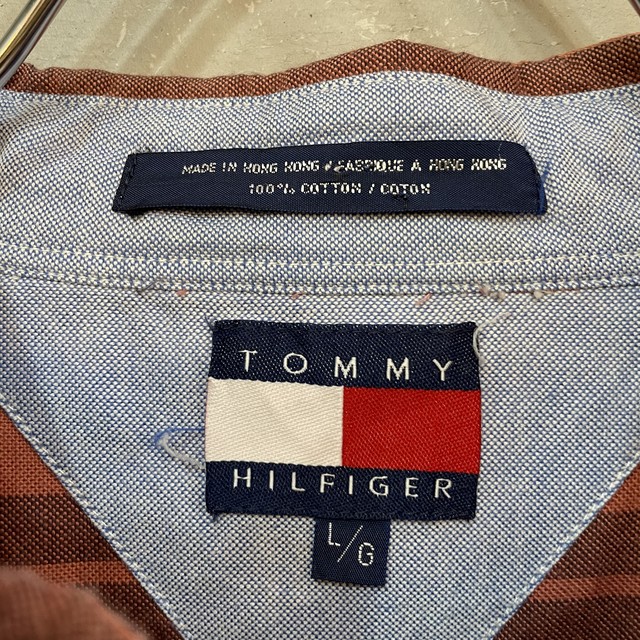 MADE IN HONG KONG / FABRIQUE A HONG KONG
100% COTTON / COTON
TOMMY
HILFIGER
L/G